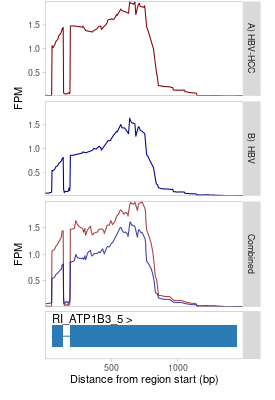 1.5
1.0
0.5
A) HBV-HCC
FPM
1.5
1.0
0.5
B) HBV
1.5
1.0
0.5
FPM
Combined
RI_ATP1B3_5 >
500
1000
Distance from region start (bp)